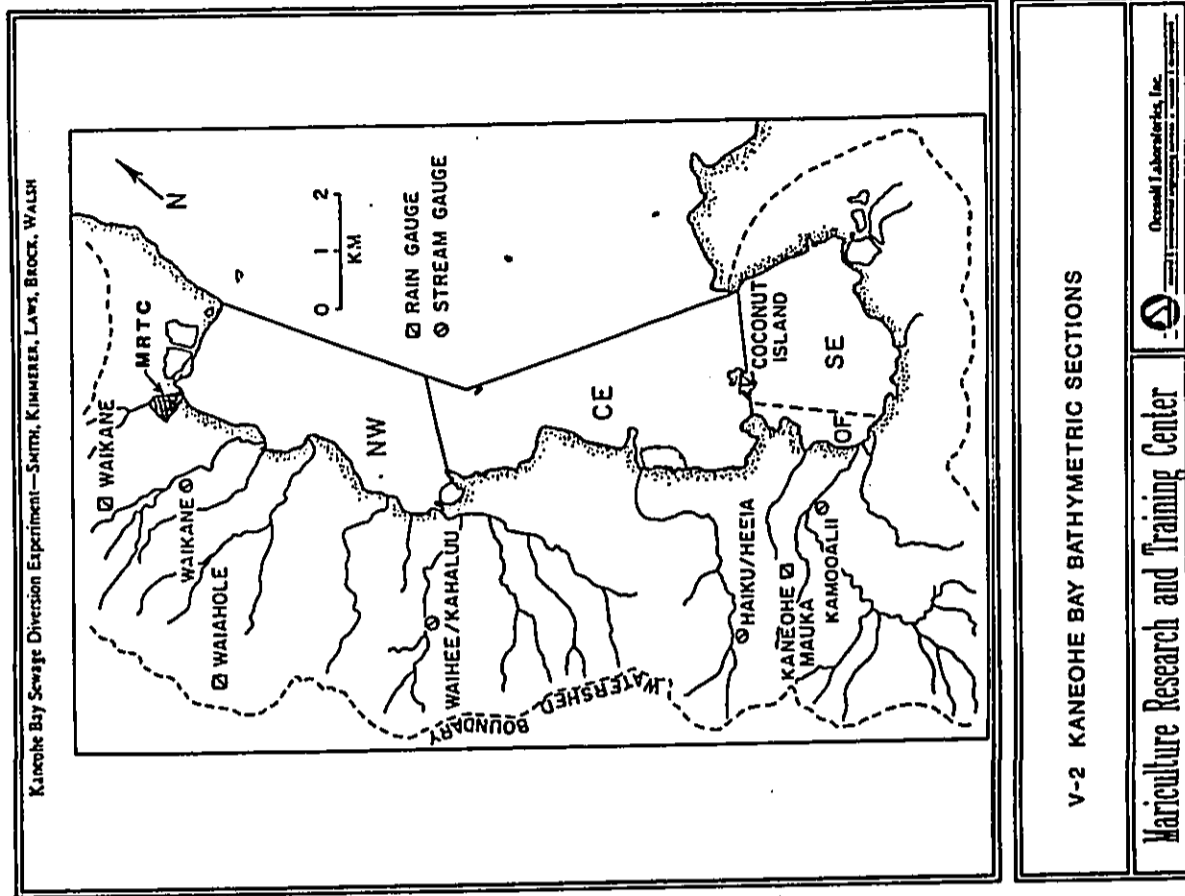 Kaneohe Bay Sewage Diversion Experiment—Smith, Kimmerer, Laws, Brock, Walsh
N
0 1 2
KM
RAIN GAUGE
STREAM GAUGE
MRTC
WAIKANE
WAIKANE
WAIAHOLE
NW
WAIHEE/KAHALUU
CE
COCONUT
ISLAND
SE
OF
HAIKU/HEEIA
KANEOHE
MAUKA
KAMOOALII
WATERSHED
BOUNDARY
V-2 KANEOHE BAY BATHYMETRIC SECTIONS
Mariculture Research and Training Center
Oceanit Laboratories, Inc.